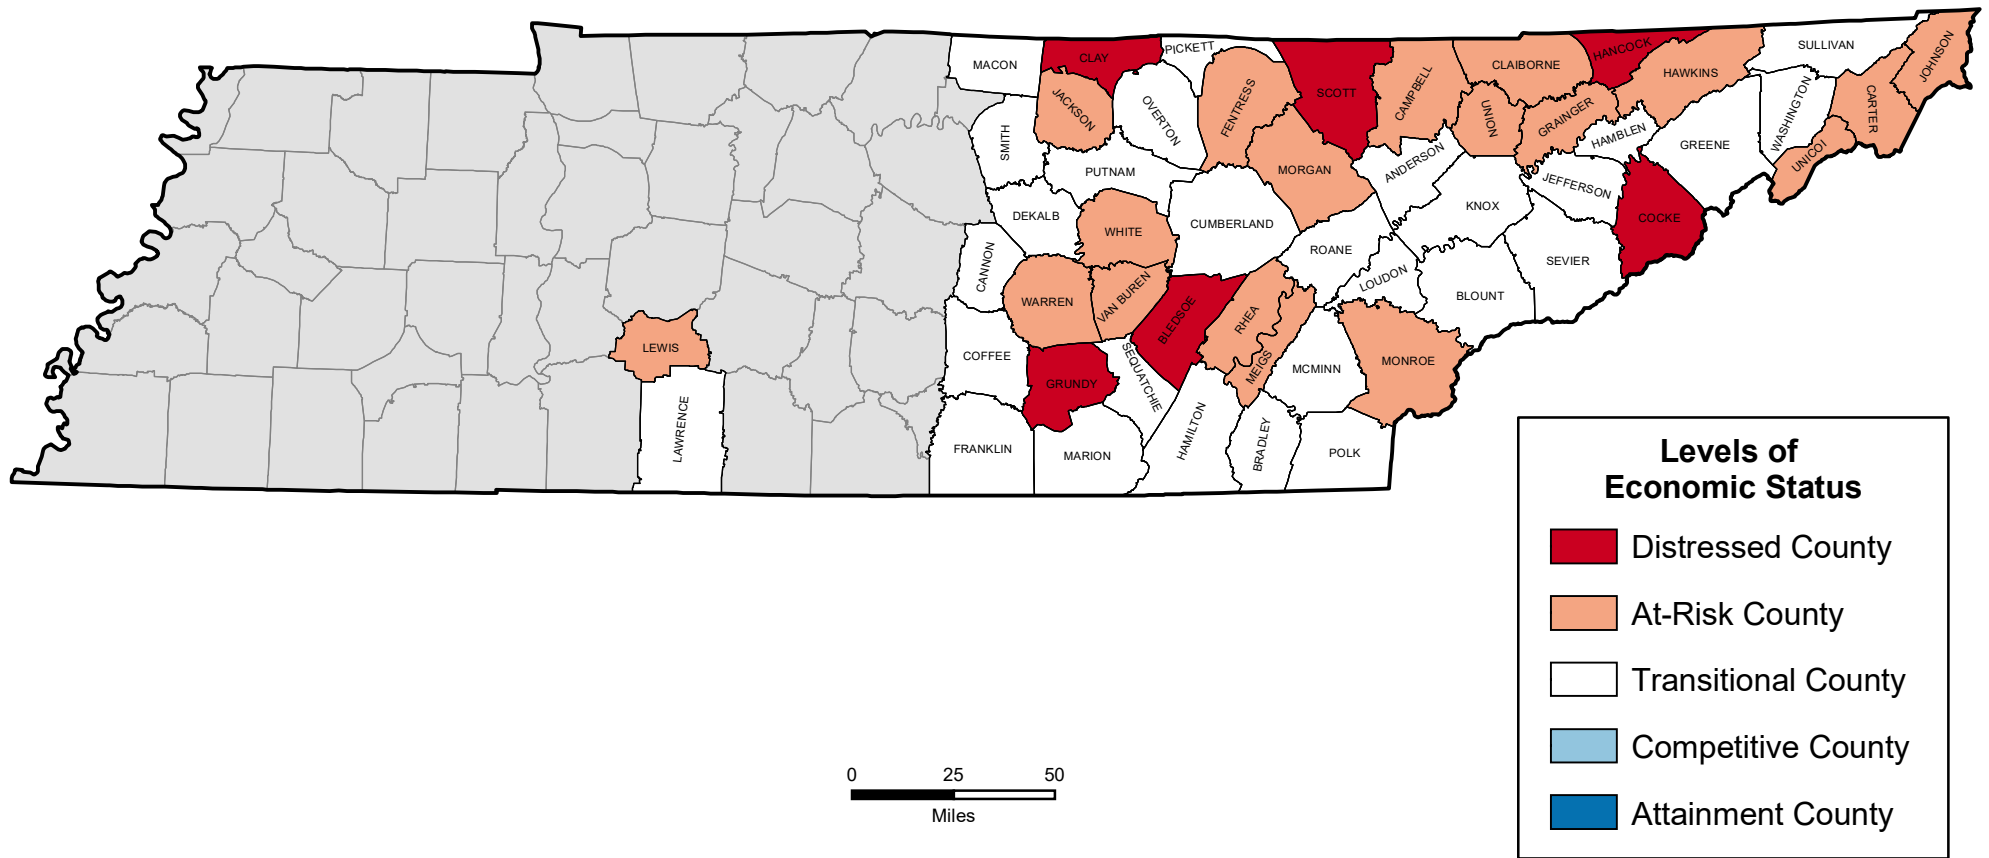 MACON
CLAY
PICKETT
SCOTT
CAMPBELL
CLAIBORNE
HANCOCK
HAWKINS
SULLIVAN
JOHNSON
JACKSON
OVERTON
FENTRESS
UNION
GRAINGER
HAMBLEN
WASHINGTON
CARTER
UNICOI
SMITH
PUTNAM
MORGAN
ANDERSON
JEFFERSON
GREENE
DEKALB
WHITE
CUMBERLAND
ROANE
KNOX
COCKE
CANNON
WARREN
VAN BUREN
BLEDSOE
RHEA
MEIGS
LOUDON
BLOUNT
SEVIER
LEWIS
COFFEE
GRUNDY
SEQUATCHIE
MCMINN
MONROE
LAWRENCE
FRANKLIN
MARION
HAMILTON
BRADLEY
POLK
Levels of
Economic Status
Distressed County
At-Risk County
Transitional County
Competitive County
Attainment County
0 25 50
Miles